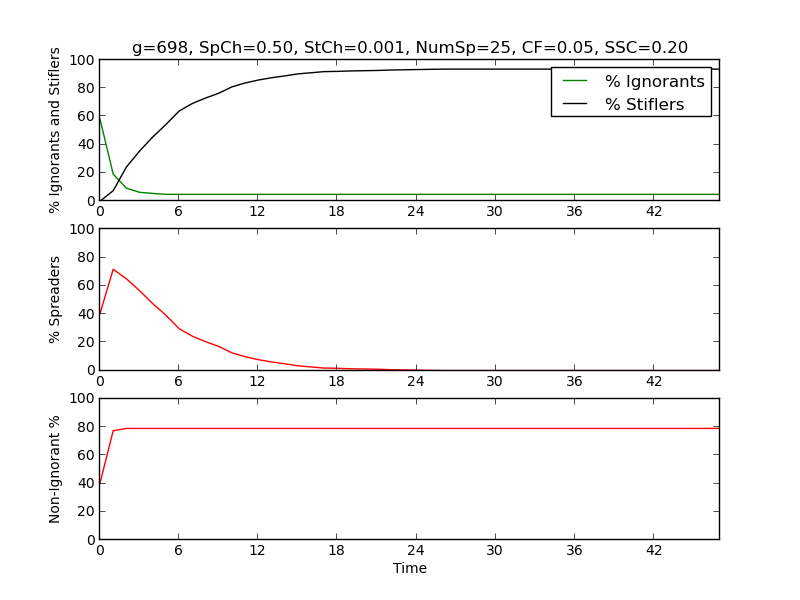 g=698, SpCh=0.50, StCh=0.001, NumSp=25, CF=0.05, SSC=0.20
% Ignorants and Stiflers
100
80
60
40
20
0
% Ignorants
% Stiflers
0 6 12 18 24 30 36 42
% Spreaders
100
80
60
40
20
0
0 6 12 18 24 30 36 42
Non-Ignorant %
100
80
60
40
20
0
0 6 12 18 24 30 36 42
Time